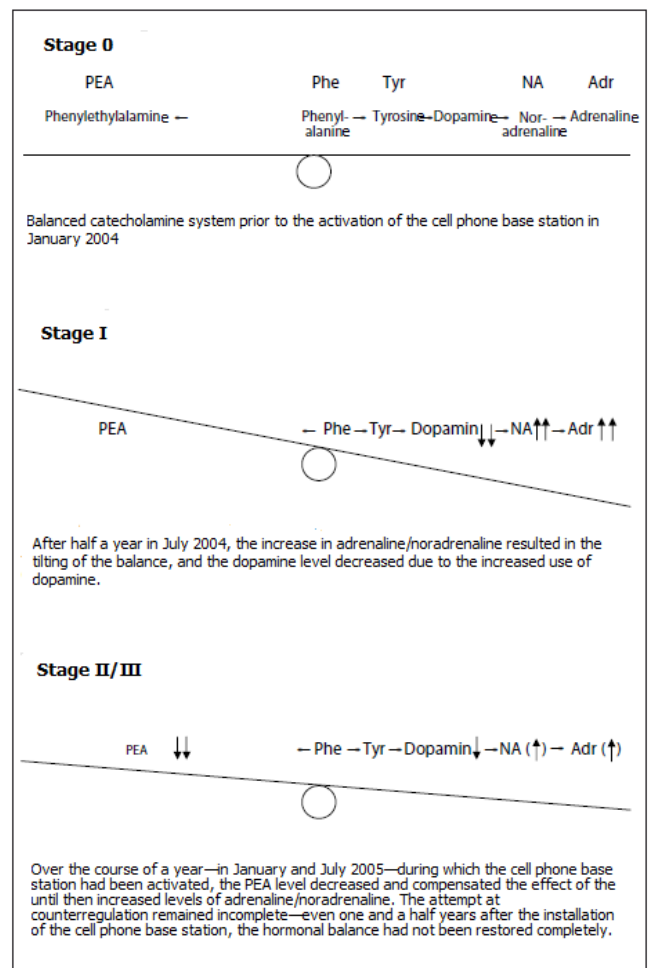 Stage 0
PEA Phe Tyr NA Adr
Phenylethylalamine ← Phenyl- → Tyrosine→Dopamine→ Nor- → Adrenaline
alanine adrenaline
Balanced catecholamine system prior to the activation of the cell phone base station in
January 2004
Stage I
PEA ← Phe →Tyr→ Dopamin↓↓→NA↑↑→Adr ↑↑
After half a year in July 2004, the increase in adrenaline/noradrenaline resulted in the
tilting of the balance, and the dopamine level decreased due to the increased use of
dopamine.
Stage II/III
PEA ↓↓ ←Phe →Tyr→Dopamin↓ →NA (↑)→ Adr (↑)
Over the course of a year—in January and July 2005—during which the cell phone base
station had been activated, the PEA level decreased and compensated the effect of the
until then increased levels of adrenaline/noradrenaline. The attempt at
counterregulation remained incomplete—even one and a half years after the installation
of the cell phone base station, the hormonal balance had not been restored completely.